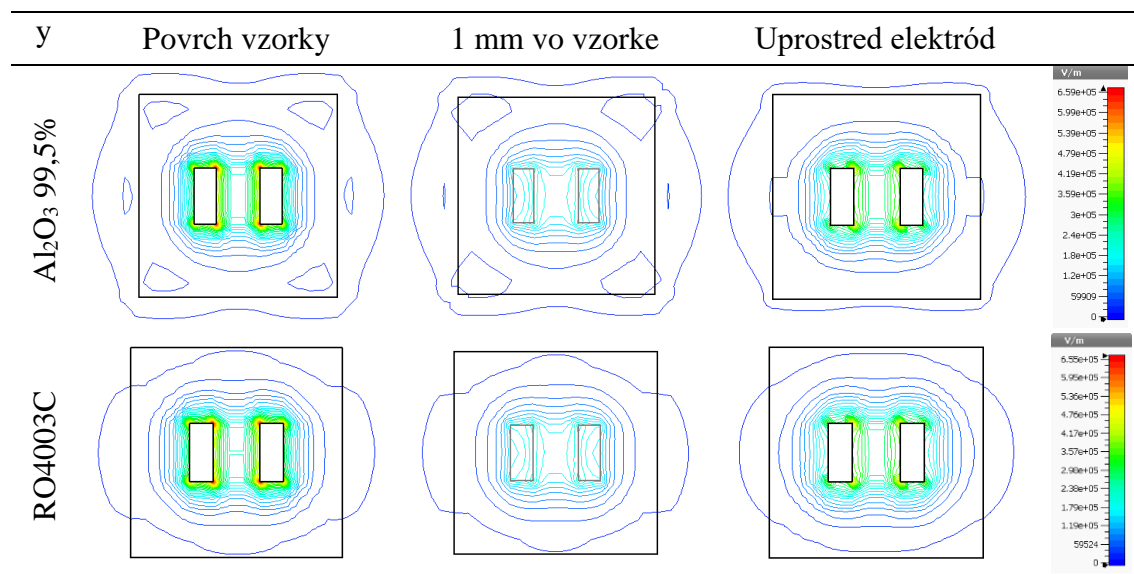 y Povrch vzorky 1 mm vo vzorke Uprostred elektród
Al₂O₃ 99,5%
V/m
6.59e+05
5.99e+05
5.39e+05
4.79e+05
4.19e+05
3.59e+05
3e+05
2.4e+05
1.8e+05
1.2e+05
59909
0
RO4003C
V/m
6.55e+05
5.95e+05
5.36e+05
4.76e+05
4.17e+05
3.57e+05
2.98e+05
2.38e+05
1.79e+05
1.19e+05
59524
0